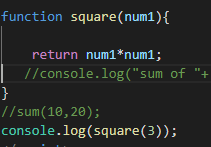 function square(num1){
return num1*num1;
//console.log("sum of "+
}
//sum(10,20);
console.log(square(3));